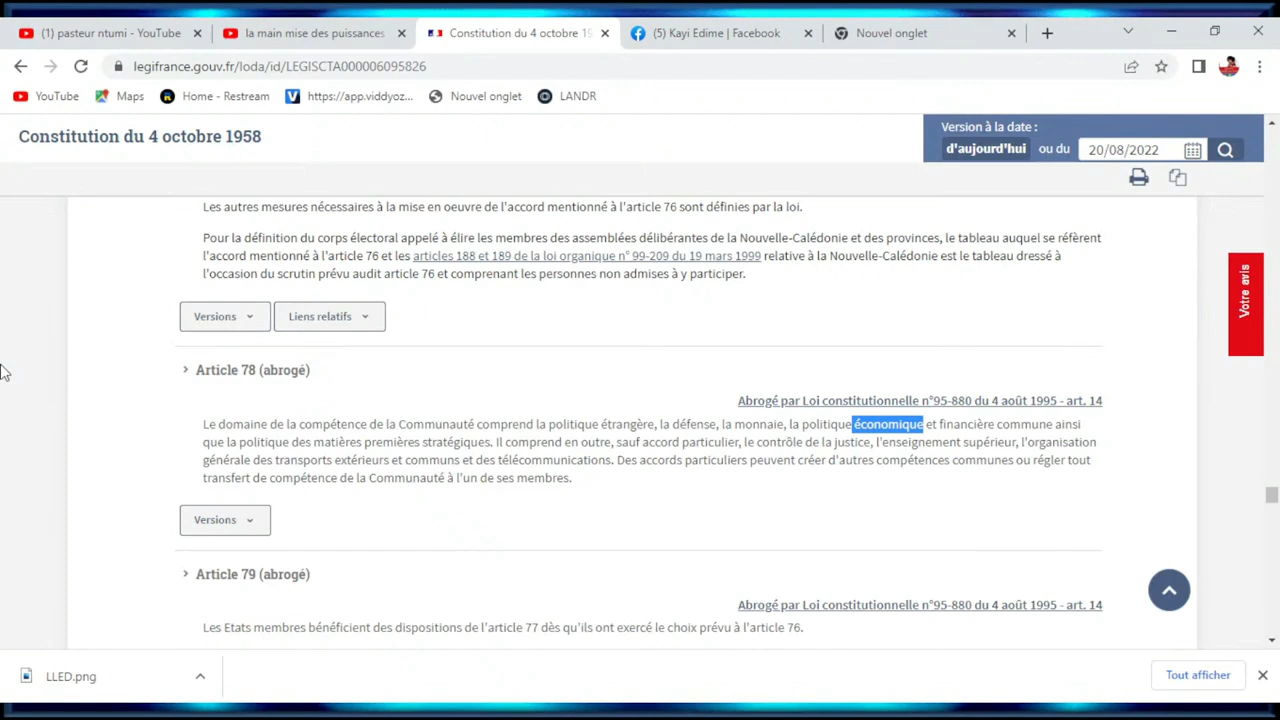 (1) pasteur ntumi - YouTube
la main mise des puissances
Constitution du 4 octobre 19
(5) Kayi Edime | Facebook
Nouvel onglet
legifrance.gouv.fr/loda/id/LEGISCTA000006095826
YouTube
Maps
Home - Restream
https://app.viddyoz...
Nouvel onglet
LANDR
Constitution du 4 octobre 1958
Version à la date :
d'aujourd'hui ou du 20/08/2022
Les autres mesures nécessaires à la mise en oeuvre de l'accord mentionné à l'article 76 sont définies par la loi.
Pour la définition du corps électoral appelé à élire les membres des assemblées délibérantes de la Nouvelle-Calédonie et des provinces, le tableau auquel se réfèrent
l'accord mentionné à l'article 76 et les articles 188 et 189 de la loi organique n° 99-209 du 19 mars 1999 relative à la Nouvelle-Calédonie est le tableau dressé à
l'occasion du scrutin prévu audit article 76 et comprenant les personnes non admises à y participer.
Versions
Liens relatifs
Votre avis
Article 78 (abrogé)
Abrogé par Loi constitutionnelle n°95-880 du 4 août 1995 - art. 14
Le domaine de la compétence de la Communauté comprend la politique étrangère, la défense, la monnaie, la politique économique et financière commune ainsi
que la politique des matières premières stratégiques. Il comprend en outre, sauf accord particulier, le contrôle de la justice, l'enseignement supérieur, l'organisation
générale des transports extérieurs et communs et des télécommunications. Des accords particuliers peuvent créer d'autres compétences communes ou régler tout
transfert de compétence de la Communauté à l'un de ses membres.
Versions
Article 79 (abrogé)
Abrogé par Loi constitutionnelle n°95-880 du 4 août 1995 - art. 14
Les Etats membres bénéficient des dispositions de l'article 77 dès qu'ils ont exercé le choix prévu à l'article 76.
LLED.png
Tout afficher